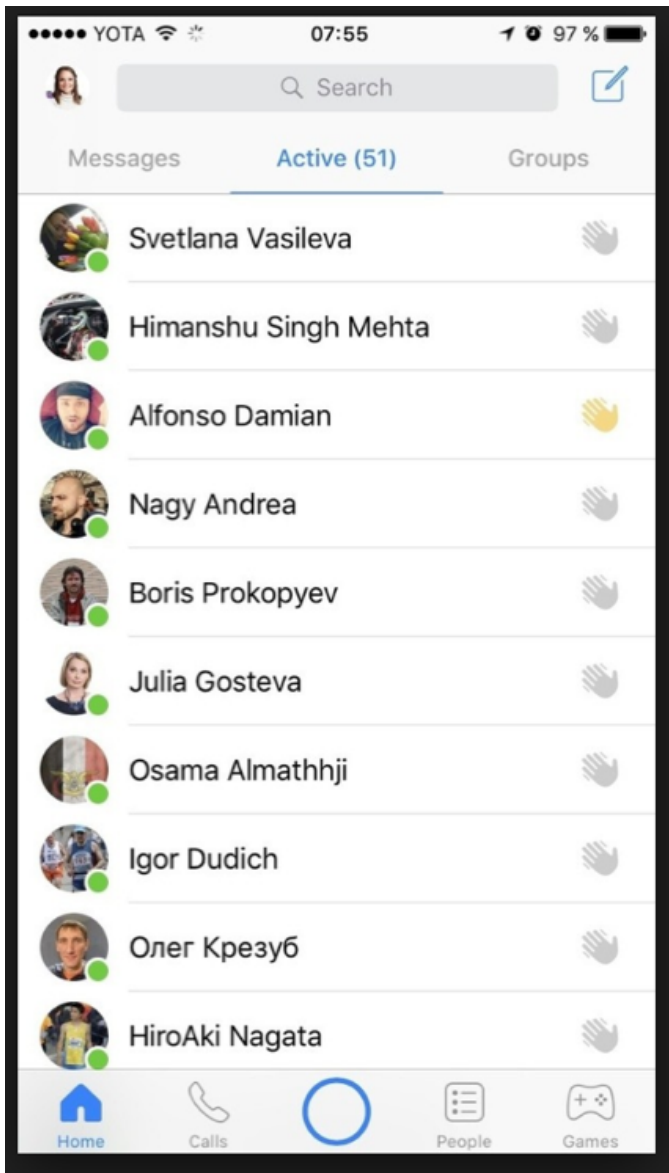 YOTA 07:55 97 %
Search
Messages Active (51) Groups
Svetlana Vasileva
Himanshu Singh Mehta
Alfonso Damian
Nagy Andrea
Boris Prokopyev
Julia Gosteva
Osama Almathhji
Igor Dudich
Олег Крезуб
HiroAki Nagata
Home Calls People Games